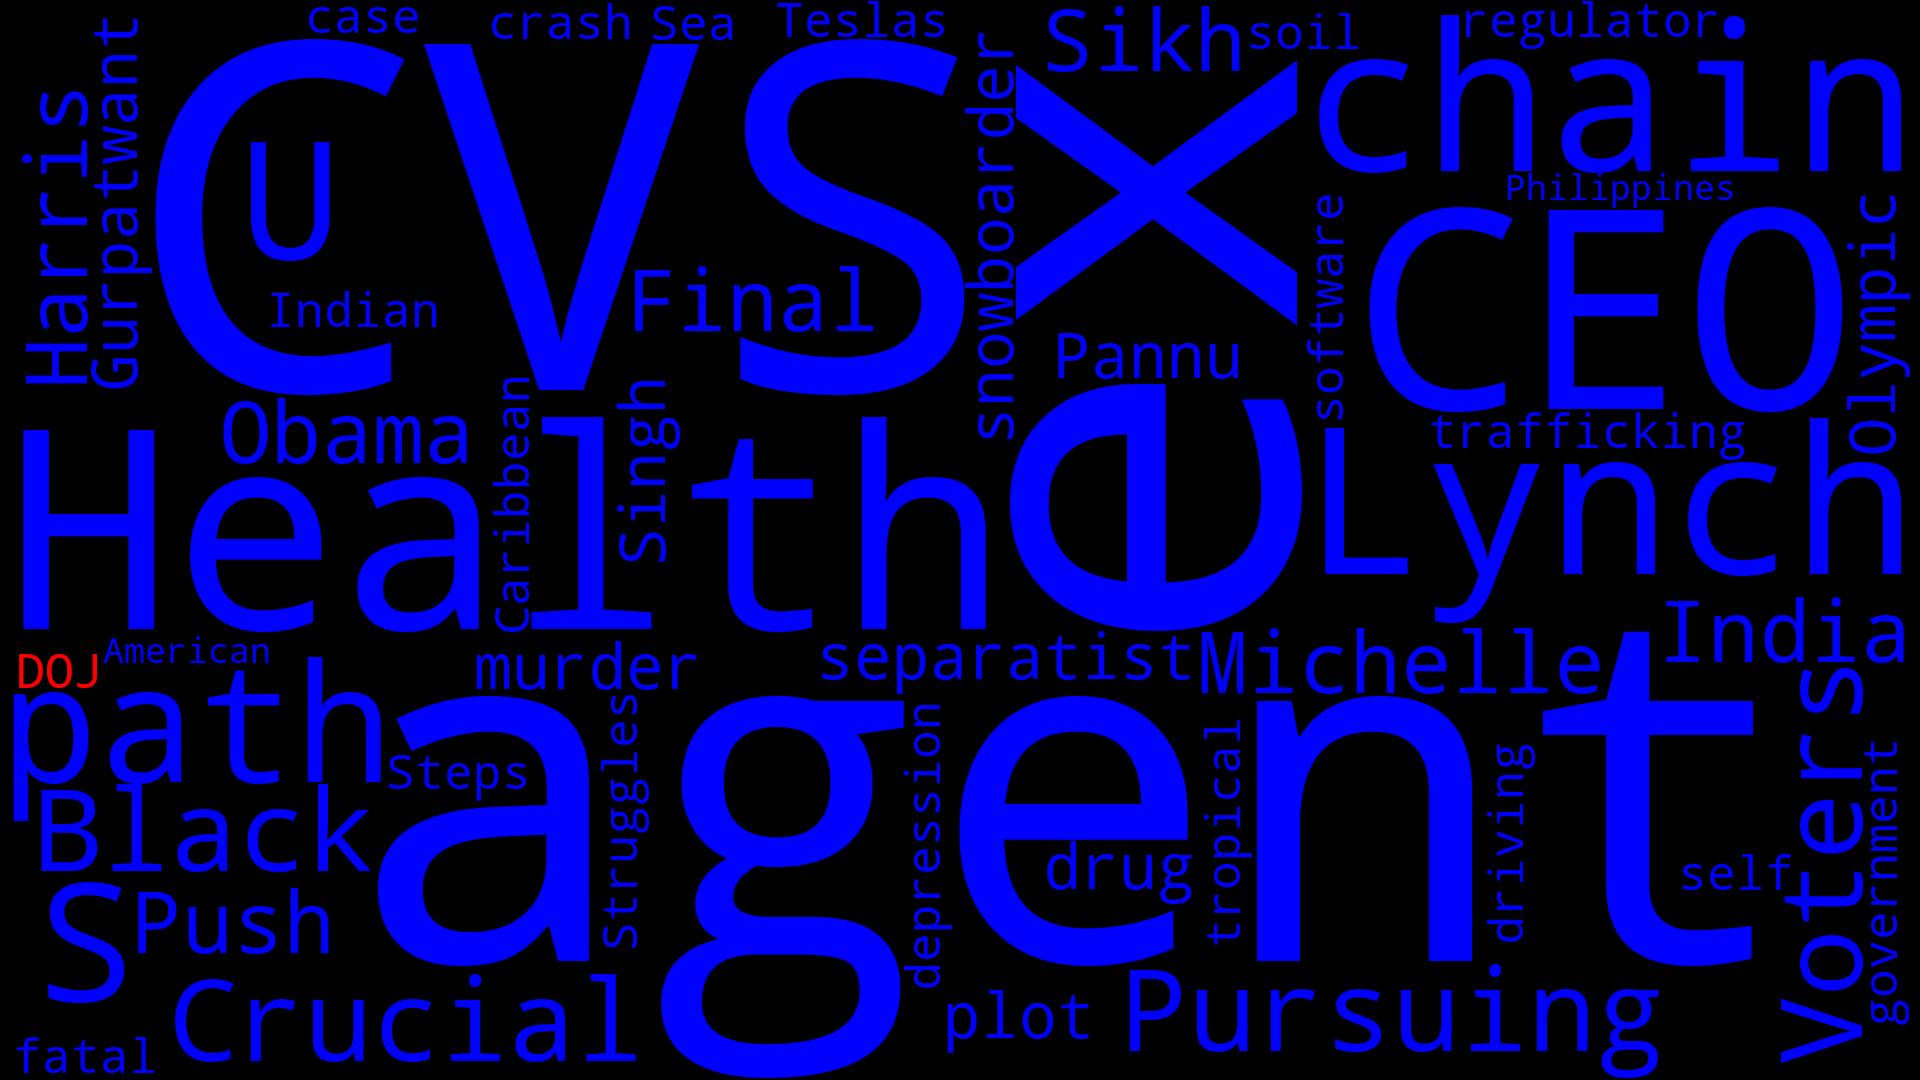 case
crash
Sea
Teslas
Sikh
soil
regulator
chain
Harris
Gurpatwant
CVS
U
Indian
Final
snowboarder
x
Philippines
CEO
software
Olympic
Pannu
Obama
Caribbean
Singh
Health
e
trafficking
Lynch
India
DOJ
American
murder
separatist
Michelle
path
agent
Steps
Struggles
depression
tropical
driving
Voters
government
Black
drug
self
S
Push
Crucial
plot
Pursuing
fatal